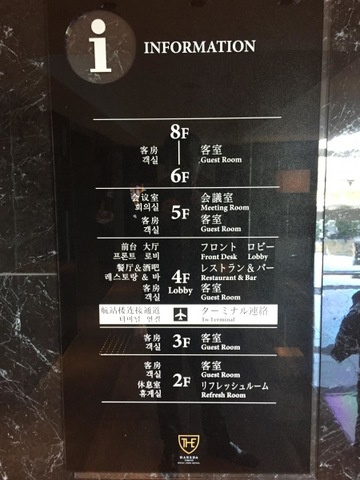 i INFORMATION
8F
客房 客室
객실 Guest Room
6F
会议室 会議室
회의실 Meeting Room
5F
客房 客室
객실 Guest Room
前台 大厅 フロント ロビー
프론트 로비 Front Desk Lobby
餐厅&酒吧 レストラン&バー
레스토랑 & 바 Restaurant & Bar
4F
Lobby
客房 客室
객실 Guest Room
航站楼连接通道 ターミナル連絡
터미널 연결 To Terminal
客房 3F 客室
객실 Guest Room
客房 客室
객실 Guest Room
2F
休息室 リフレッシュルーム
휴게실 Refresh Room
THE
HANEDA